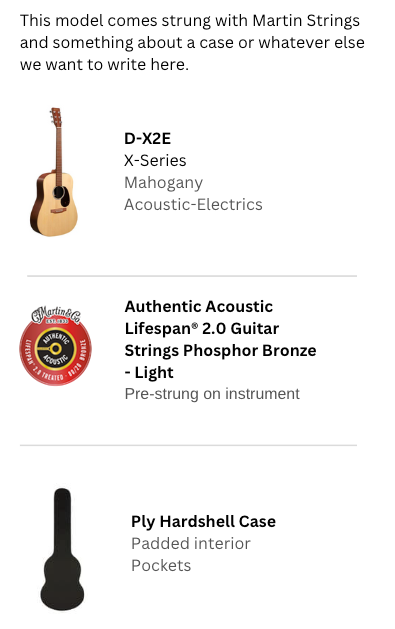 This model comes strung with Martin Strings
and something about a case or whatever else
we want to write here.
D-X2E
X-Series
Mahogany
Acoustic-Electrics
C.F. Martin & Co.
EST. 1833
AUTHENTIC
ACOUSTIC
LIFESPAN® 2.0 TREATED · 80/20 BRONZE
Authentic Acoustic
Lifespan® 2.0 Guitar
Strings Phosphor Bronze
- Light
Pre-strung on instrument
Ply Hardshell Case
Padded interior
Pockets